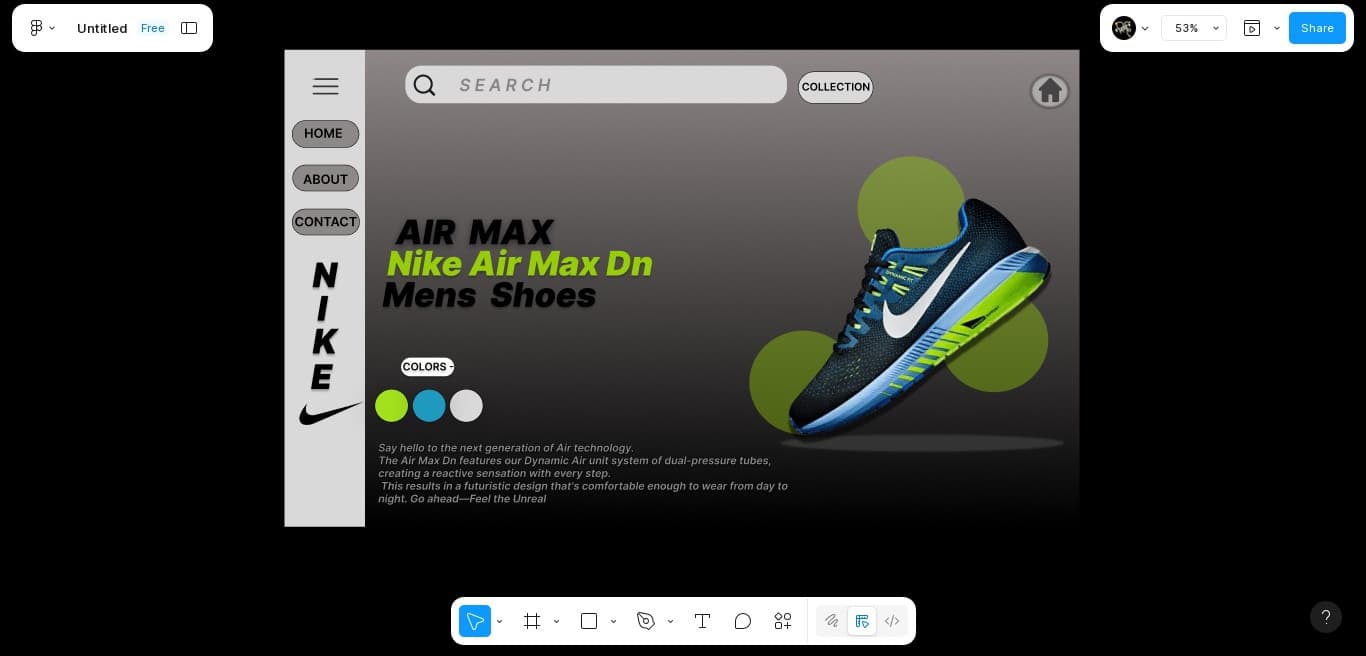 Untitled
Free
53%
Share
SEARCH
COLLECTION
HOME
ABOUT
CONTACT
N
I
K
E
AIR MAX
Nike Air Max Dn
Mens Shoes
DYNAMIC FIT
COLORS -
Say hello to the next generation of Air technology.
The Air Max Dn features our Dynamic Air unit system of dual-pressure tubes,
creating a reactive sensation with every step.
This results in a futuristic design that's comfortable enough to wear from day to
night. Go ahead—Feel the Unreal
T
</>
?